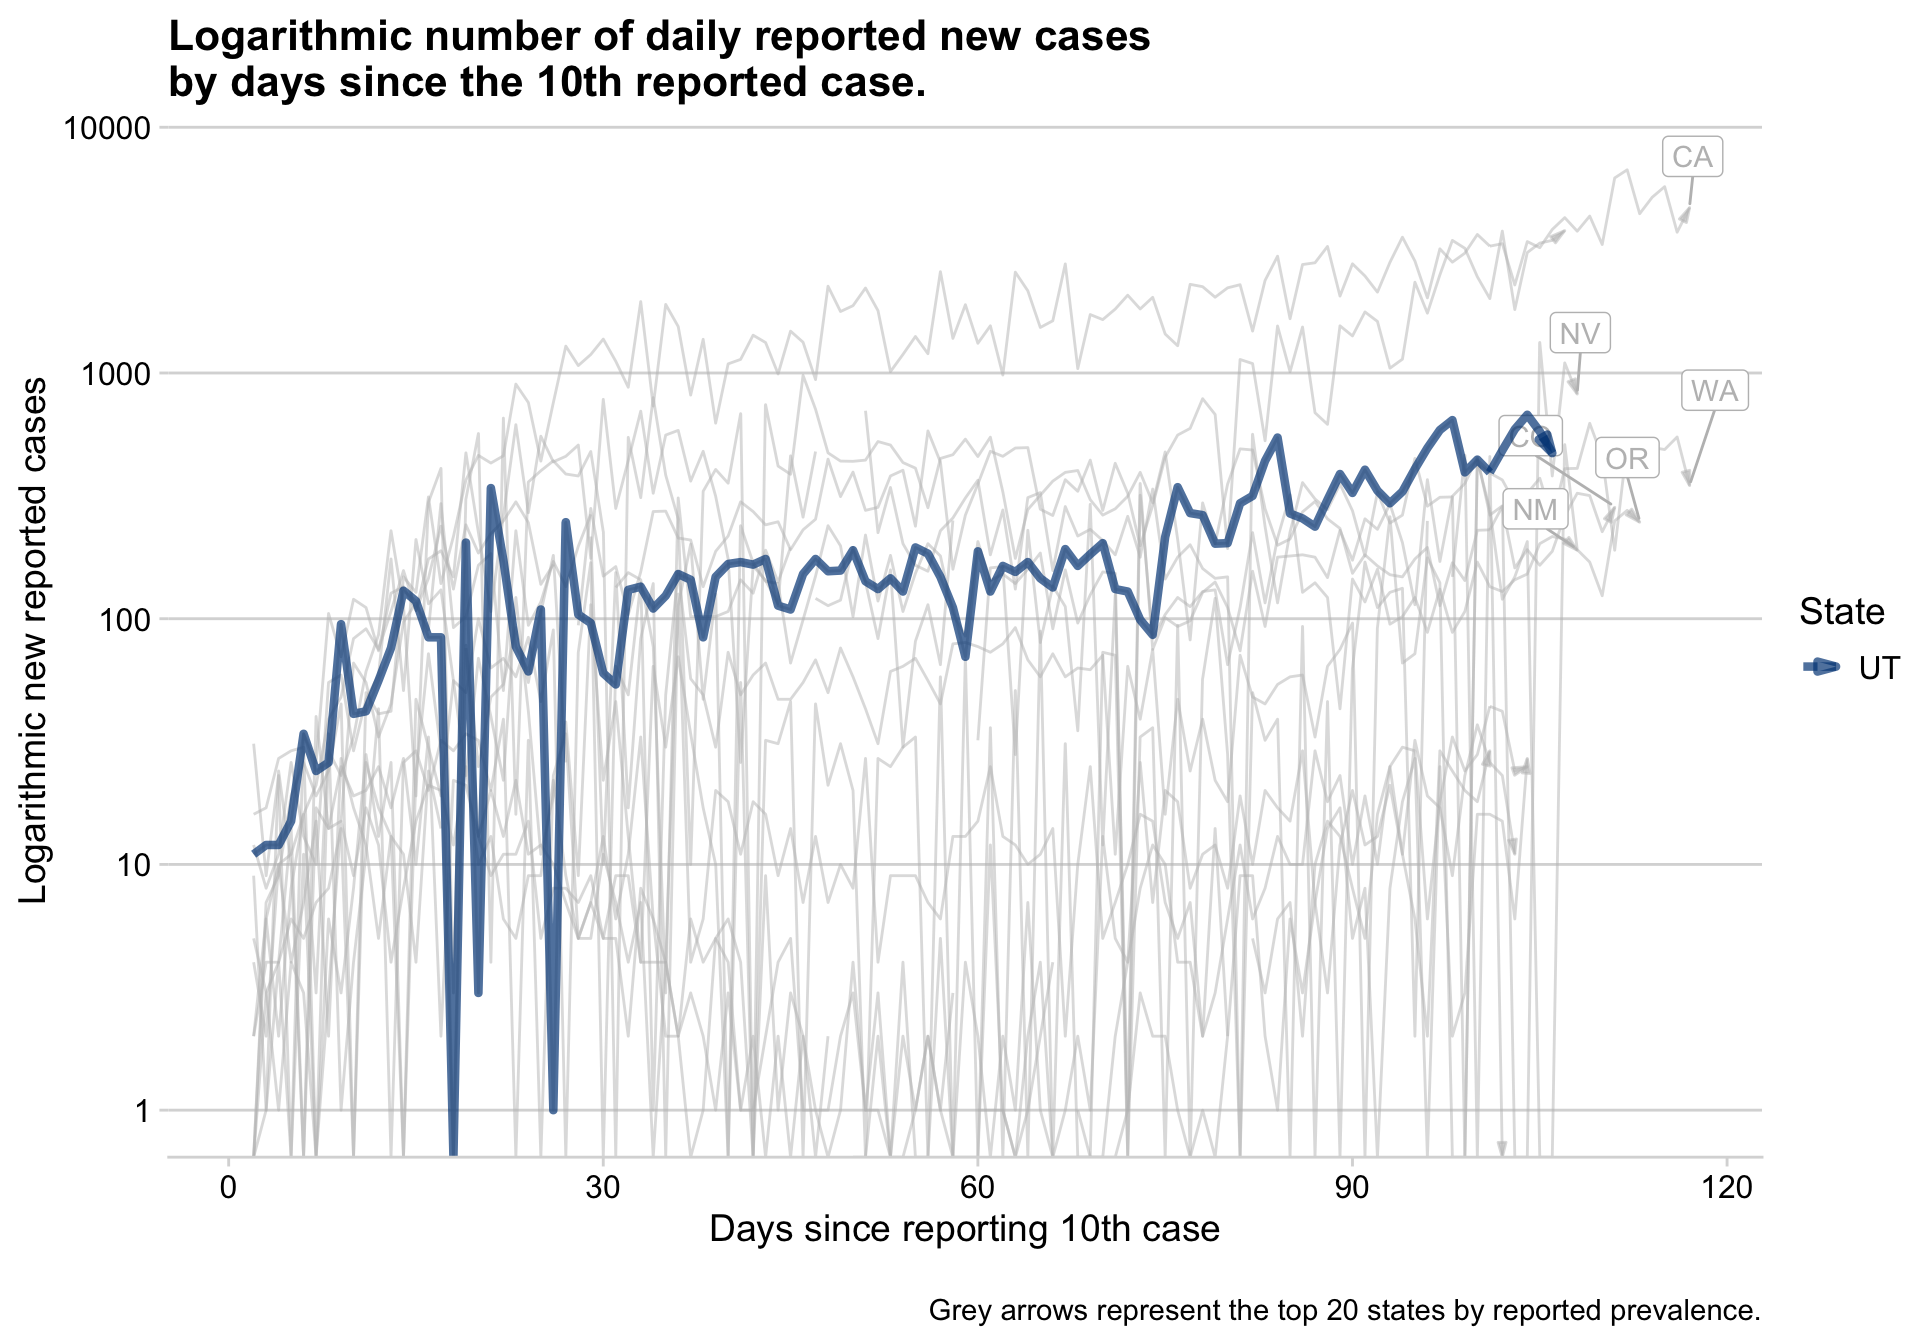 Logarithmic number of daily reported new cases
by days since the 10th reported case.
10000
1000
100
10
1
Logarithmic new reported cases
CA
NV
WA
CO
OR
NM
0
30
60
90
120
Days since reporting 10th case
State
UT
Grey arrows represent the top 20 states by reported prevalence.